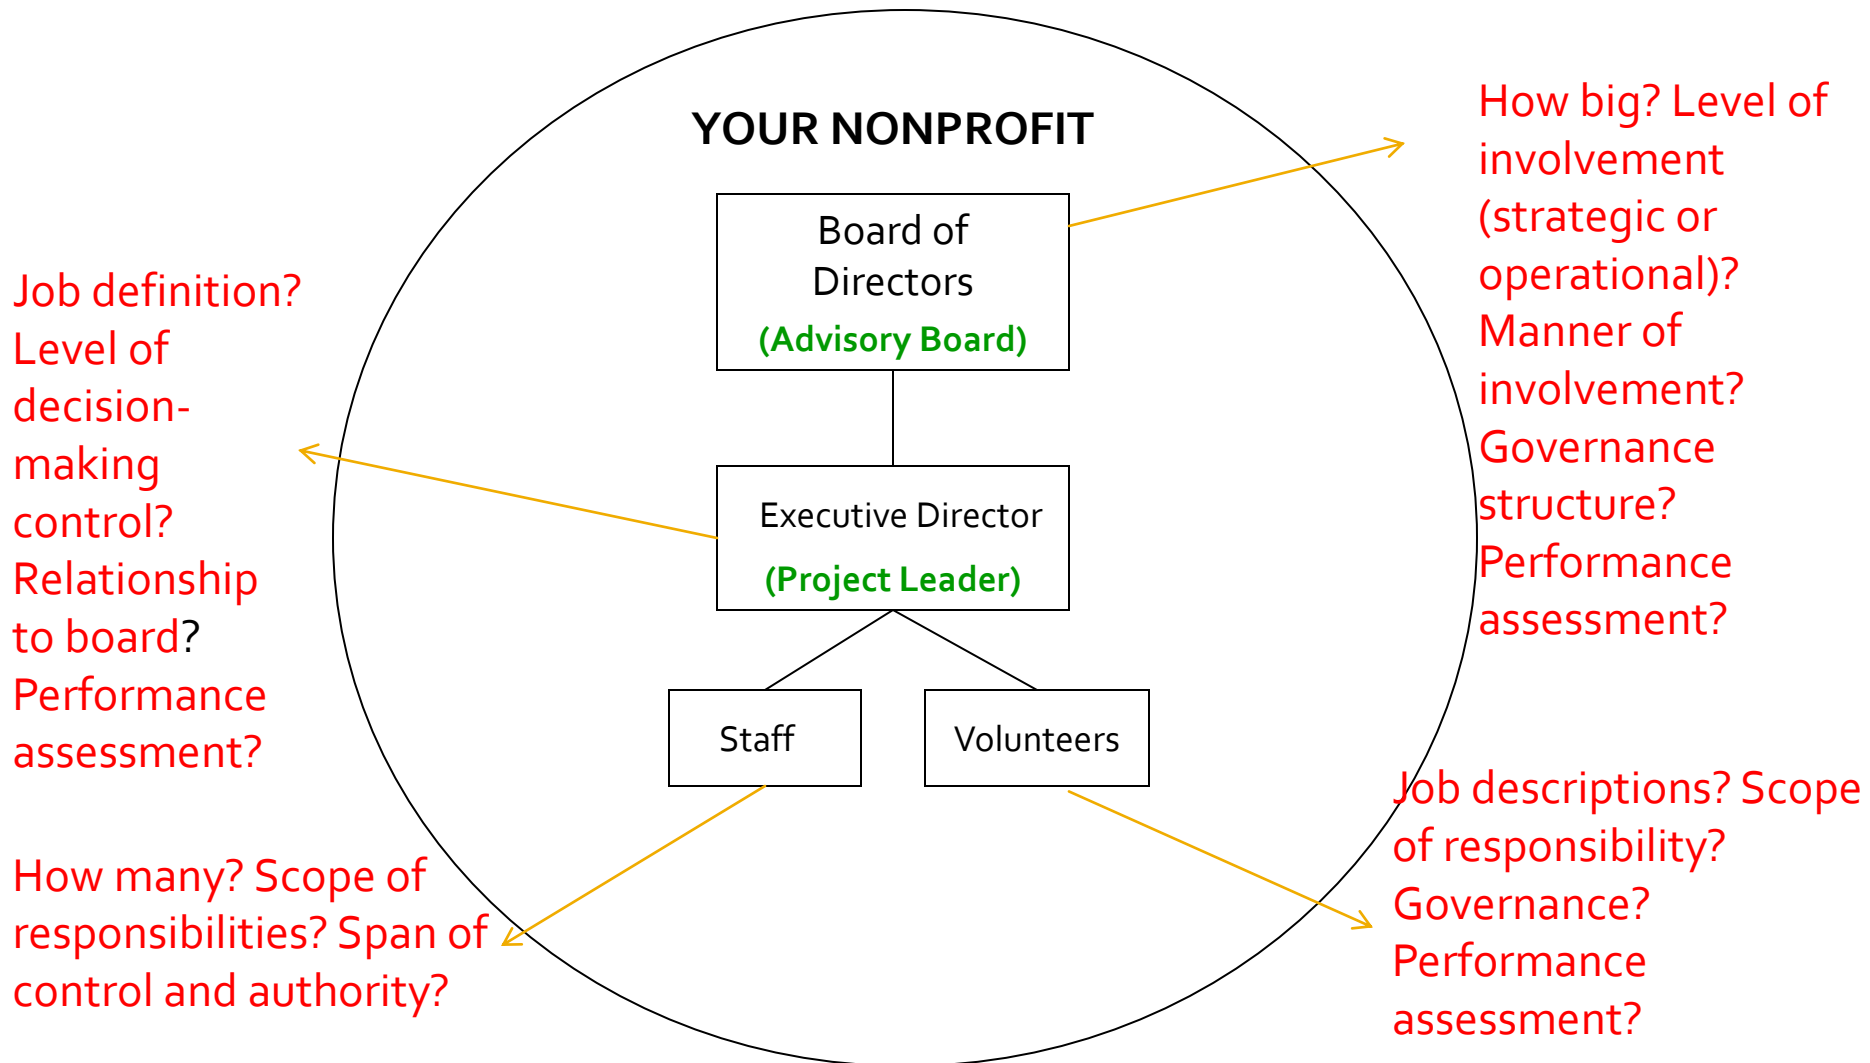 YOUR NONPROFIT
Board of
Directors
(Advisory Board)
Executive Director
(Project Leader)
Staff
Volunteers
How big? Level of
involvement
(strategic or
operational)?
Manner of
involvement?
Governance
structure?
Performance
assessment?
Job definition?
Level of
decision-
making
control?
Relationship
to board?
Performance
assessment?
How many? Scope of
responsibilities? Span of
control and authority?
Job descriptions? Scope
of responsibility?
Governance?
Performance
assessment?